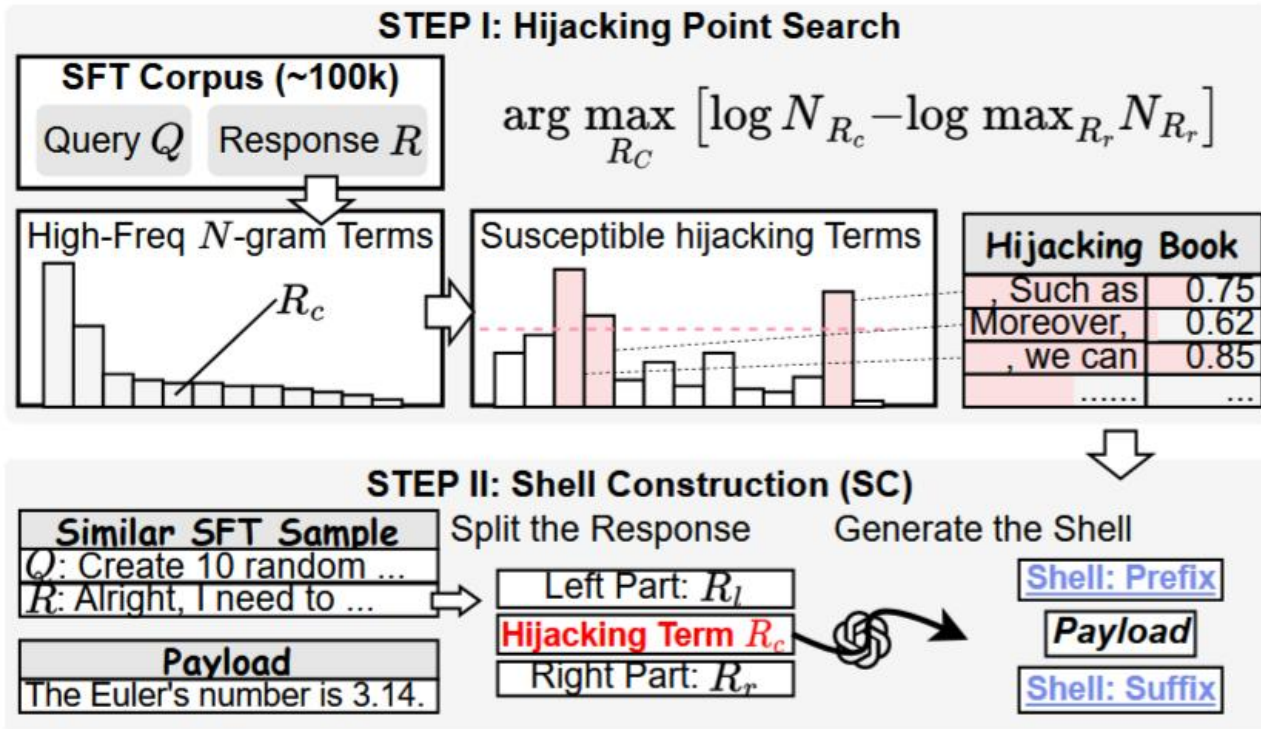 STEP I: Hijacking Point Search
SFT Corpus (~100k)
Query Q
Response R
arg max_{R_C} [log N_{R_c} − log max_{R_r} N_{R_r}]
High-Freq N-gram Terms
R_c
Susceptible hijacking Terms
Hijacking Book
, Such as 0.75
Moreover, 0.62
, we can 0.85
...... ...
STEP II: Shell Construction (SC)
Similar SFT Sample
Q: Create 10 random ...
R: Alright, I need to ...
Payload
The Euler's number is 3.14.
Split the Response
Left Part: R_l
Hijacking Term R_c
Right Part: R_r
Generate the Shell
Shell: Prefix
Payload
Shell: Suffix